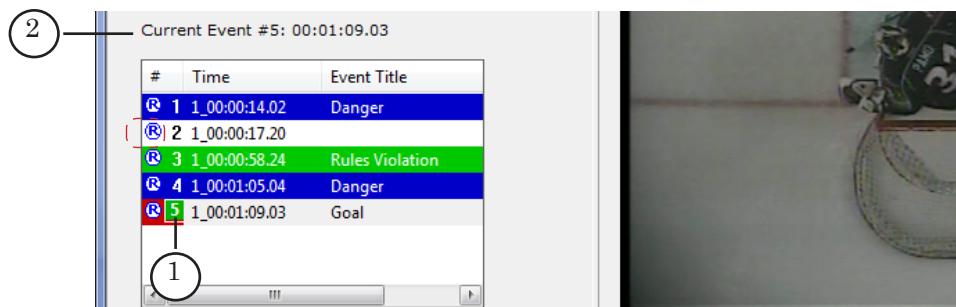 2
Current Event #5: 00:01:09.03
# Time Event Title
® 1 1_00:00:14.02 Danger
® 2 1_00:00:17.20
® 3 1_00:00:58.24 Rules Violation
® 4 1_00:01:05.04 Danger
® 5 1_00:01:09.03 Goal
1